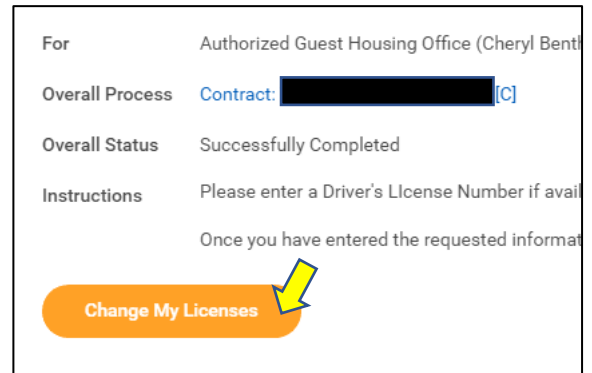 For Authorized Guest Housing Office (Cheryl Benth
Overall Process Contract: [C]
Overall Status Successfully Completed
Instructions Please enter a Driver's LIcense Number if avail
Once you have entered the requested informat
Change My Licenses